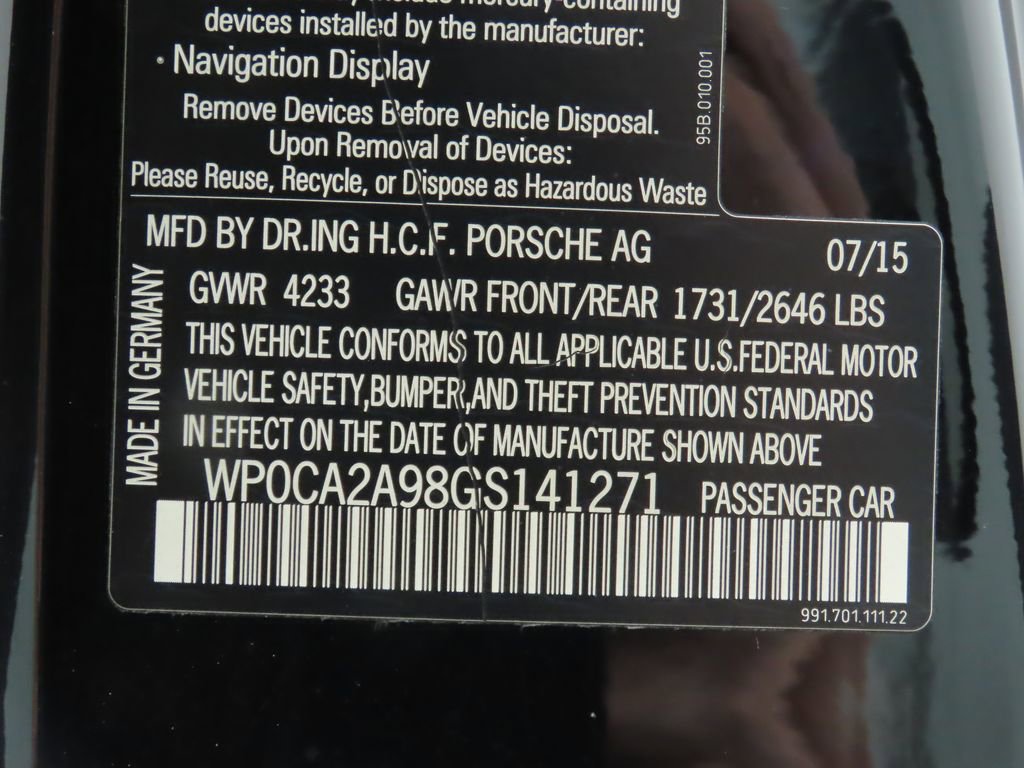 include mercury-containing
devices installed by the manufacturer:
• Navigation Display
Remove Devices Before Vehicle Disposal.
Upon Removal of Devices:
Please Reuse, Recycle, or Dispose as Hazardous Waste
95B.010.001
MFD BY DR.ING H.C.F. PORSCHE AG 07/15
GVWR 4233 GAWR FRONT/REAR 1731/2646 LBS
THIS VEHICLE CONFORMS TO ALL APPLICABLE U.S.FEDERAL MOTOR
VEHICLE SAFETY,BUMPER,AND THEFT PREVENTION STANDARDS
IN EFFECT ON THE DATE OF MANUFACTURE SHOWN ABOVE
MADE IN GERMANY
WP0CA2A98GS141271 PASSENGER CAR
991.701.111.22